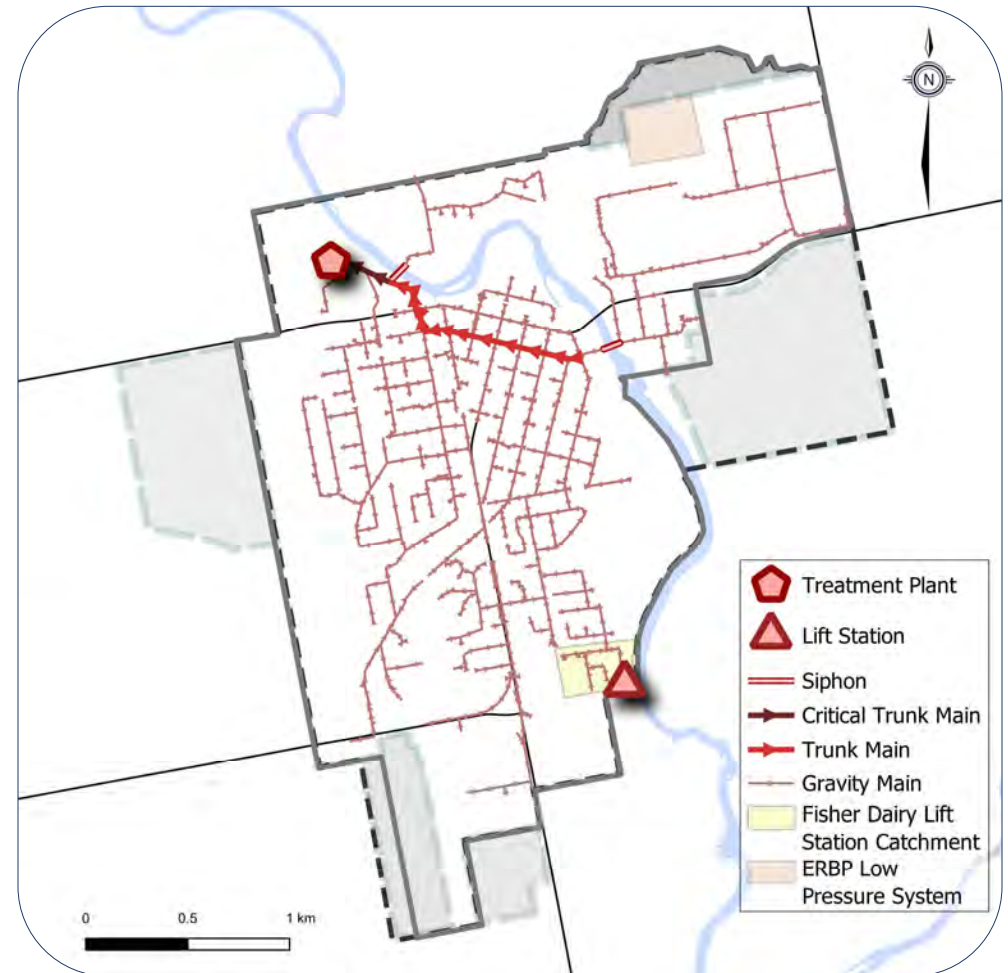 N
Treatment Plant
Lift Station
Siphon
Critical Trunk Main
Trunk Main
Gravity Main
Fisher Dairy Lift
Station Catchment
ERBP Low
Pressure System
0 0.5 1 km